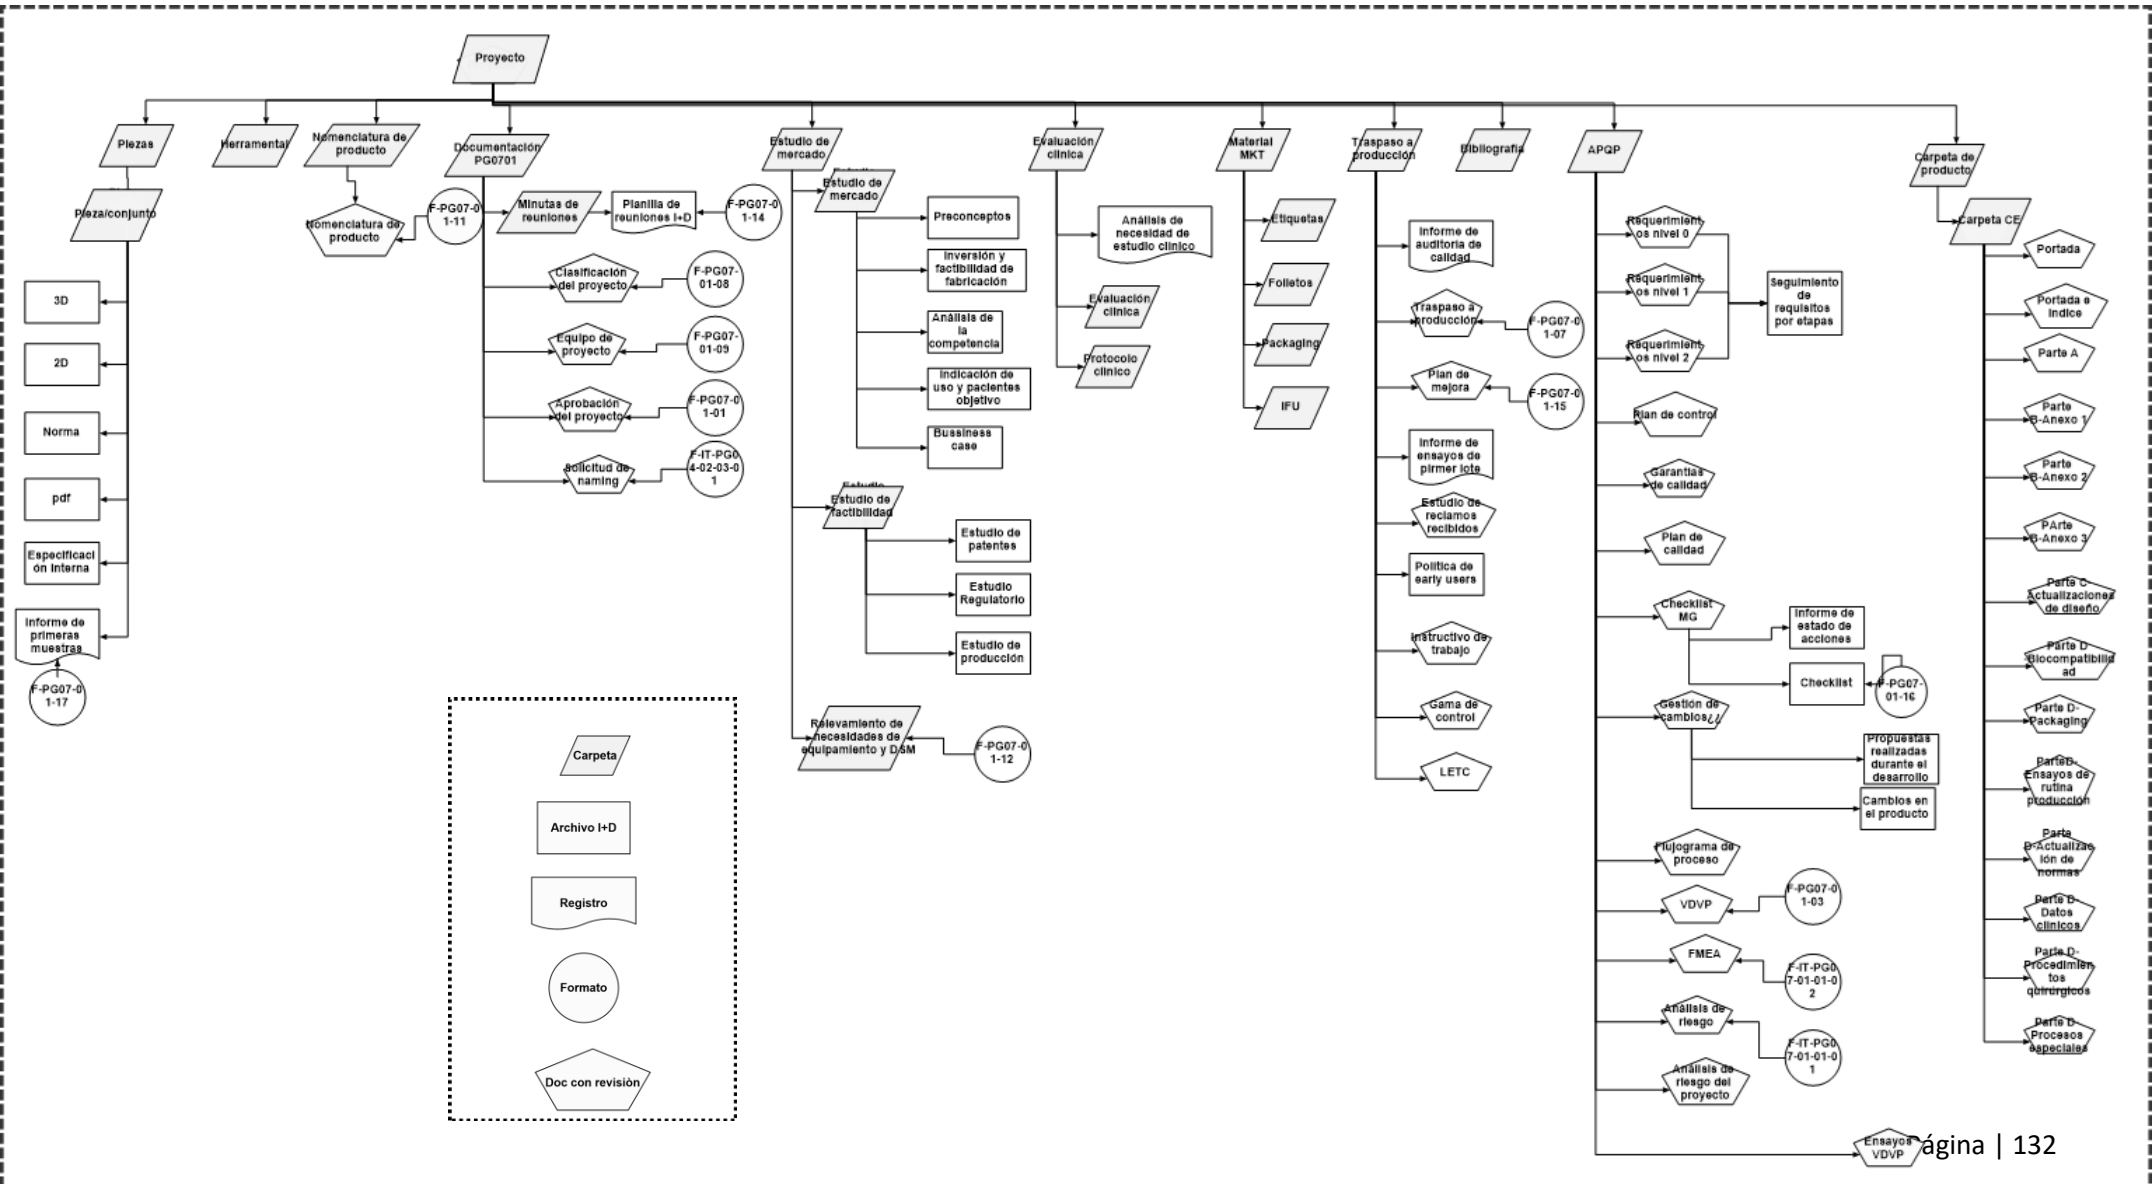 Proyecto
Piezas
Herramental
Nomenclatura de
producto
Documentación
PG0701
Estudio de
mercado
Evaluación
clinica
Material
MKT
Traspaso a
producción
Bibliografía
APQP
Carpeta de
producto
Pieza/conjunto
3D
2D
Norma
pdf
Especificaci
ón Interna
Informe de
primeras
muestras
F-PG07-0
1-17
Nomenclatura de
producto
F-PG07-0
1-11
Minutas de
reuniones
Planilla de
reuniones I+D
F-PG07-0
1-14
Clasificación
del proyecto
F-PG07-
01-08
Equipo de
proyecto
F-PG07-
01-09
Aprobación
del proyecto
F-PG07-0
1-01
Solicitud de
naming
F-IT-PG0
4-02-03-0
1
Estudio de
mercado
Preconceptos
Inversión y
factibilidad de
fabricación
Análisis de
la
competencia
Indicación de
uso y pacientes
objetivo
Bussiness
case
Estudio de
factibilidad
Estudio de
patentes
Estudio
Regulatorio
Estudio de
producción
Relevamiento de
necesidades de
equipamiento y DSM
F-PG07-0
1-12
Análisis de
necesidad de
estudio clinico
Evaluación
clinica
Protocolo
clinico
Etiquetas
Folletos
Packaging
IFU
Informe de
auditoria de
calidad
Traspaso a
producción
F-PG07-0
1-07
Plan de
mejora
F-PG07-0
1-15
Informe de
ensayos de
pirmer lote
Estudio de
reclamos
recibidos
Política de
early users
Instructivo de
trabajo
Gama de
control
LETC
Requerimient
os nivel 0
Requerimient
os nivel 1
Requerimient
os nivel 2
Seguimiento
de
requisitos
por etapas
Plan de control
Garantías
de calidad
Plan de
calidad
Checklist
MG
Informe de
estado de
acciones
Checklist
F-PG07-
01-16
Gestión de
cambios¿¿
Propuestas
realizadas
durante el
desarrollo
Cambios en
el producto
Flujograma de
proceso
VDVP
F-PG07-0
1-03
FMEA
F-IT-PG0
7-01-01-0
2
Análisis de
riesgo
F-IT-PG0
7-01-01-0
1
Análisis de
riesgo del
proyecto
Ensayos
VDVP
Carpeta CE
Portada
Portada e
indice
Parte A
Parte
B-Anexo 1
Parte
B-Anexo 2
PArte
B-Anexo 3
Parte C-
Actualizaciones
de diseño
Parte D-
Biocompatibilid
ad
Parte D-
Packaging
ParteD-
Ensayos de
rutina
producción
Parte
D-Actualizac
ión de
normas
Parte D-
Datos
clinicos
Parte D-
Procedimien
tos
quirúrgicos
Parte D-
Procesos
especiales
Carpeta
Archivo I+D
Registro
Formato
Doc con revisiòn
Página | 132